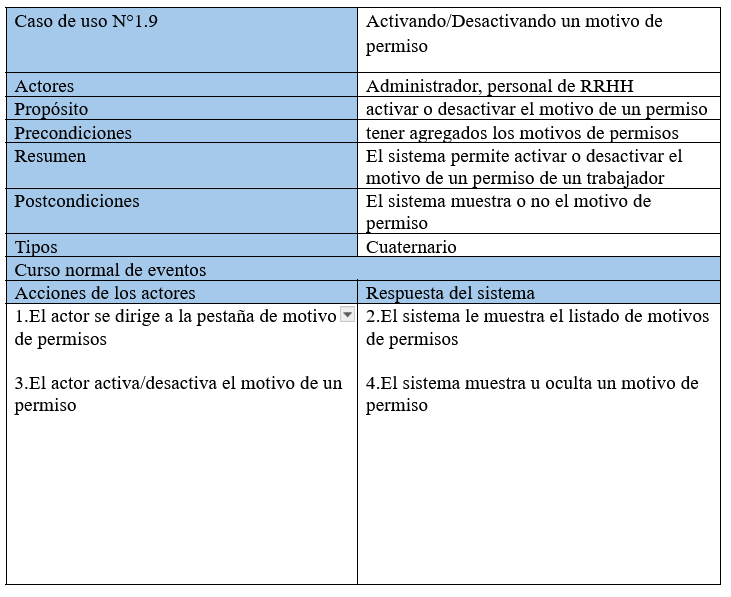 Caso de uso N°1.9
Activando/Desactivando un motivo de
permiso
Actores
Administrador, personal de RRHH
Propósito
activar o desactivar el motivo de un permiso
Precondiciones
tener agregados los motivos de permisos
Resumen
El sistema permite activar o desactivar el
motivo de un permiso de un trabajador
Postcondiciones
El sistema muestra o no el motivo de
permiso
Tipos
Cuaternario
Curso normal de eventos
Acciones de los actores
Respuesta del sistema
1.El actor se dirige a la pestaña de motivo
de permisos
2.El sistema le muestra el listado de motivos
de permisos
3.El actor activa/desactiva el motivo de un
permiso
4.El sistema muestra u oculta un motivo de
permiso